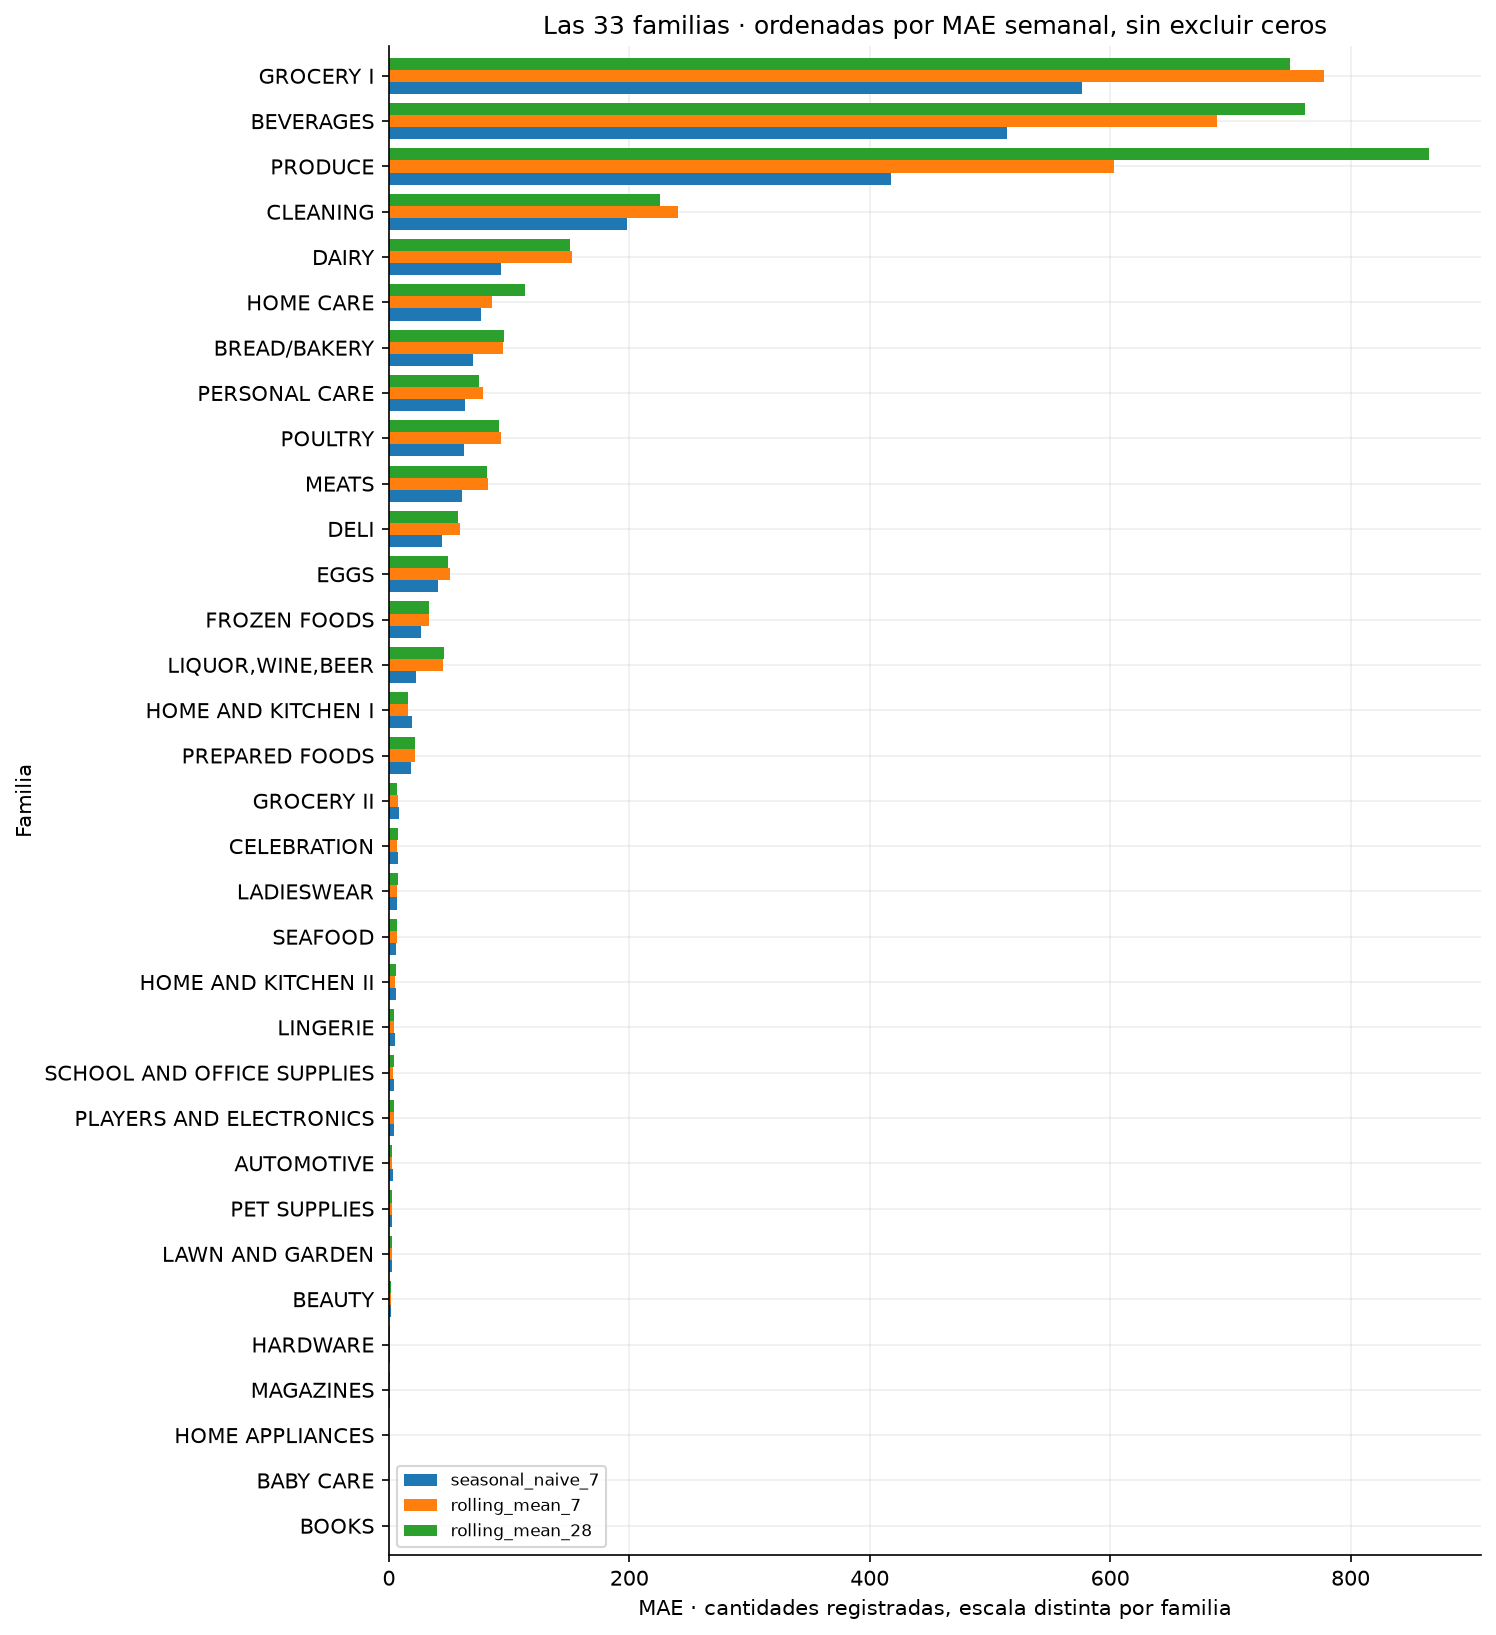 Las 33 familias · ordenadas por MAE semanal, sin excluir ceros
Familia
GROCERY I
BEVERAGES
PRODUCE
CLEANING
DAIRY
HOME CARE
BREAD/BAKERY
PERSONAL CARE
POULTRY
MEATS
DELI
EGGS
FROZEN FOODS
LIQUOR,WINE,BEER
HOME AND KITCHEN I
PREPARED FOODS
GROCERY II
CELEBRATION
LADIESWEAR
SEAFOOD
HOME AND KITCHEN II
LINGERIE
SCHOOL AND OFFICE SUPPLIES
PLAYERS AND ELECTRONICS
AUTOMOTIVE
PET SUPPLIES
LAWN AND GARDEN
BEAUTY
HARDWARE
MAGAZINES
HOME APPLIANCES
BABY CARE
BOOKS
seasonal_naive_7
rolling_mean_7
rolling_mean_28
0 200 400 600 800
MAE · cantidades registradas, escala distinta por familia